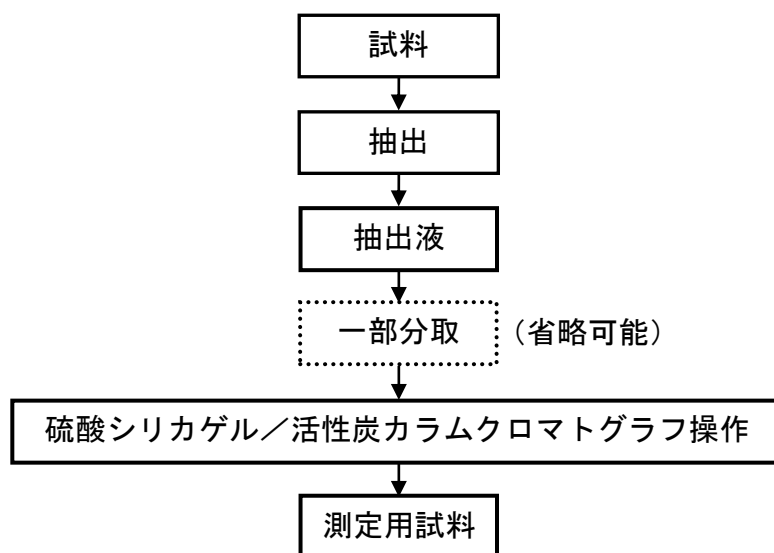 試料
抽出
抽出液
一部分取 (省略可能)
硫酸シリカゲル／活性炭カラムクロマトグラフ操作
測定用試料